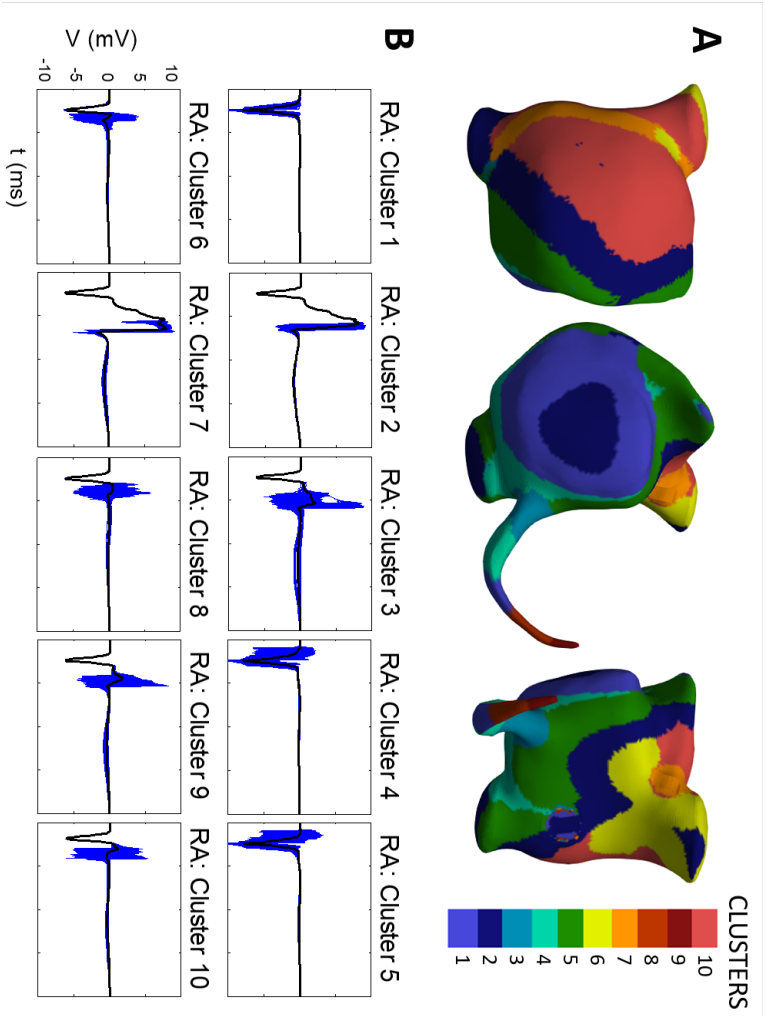 A
CLUSTERS
10
9
8
7
6
5
4
3
2
1
B
RA: Cluster 1
RA: Cluster 2
RA: Cluster 3
RA: Cluster 4
RA: Cluster 5
RA: Cluster 6
RA: Cluster 7
RA: Cluster 8
RA: Cluster 9
RA: Cluster 10
V (mV)
10
5
0
-5
-10
t (ms)